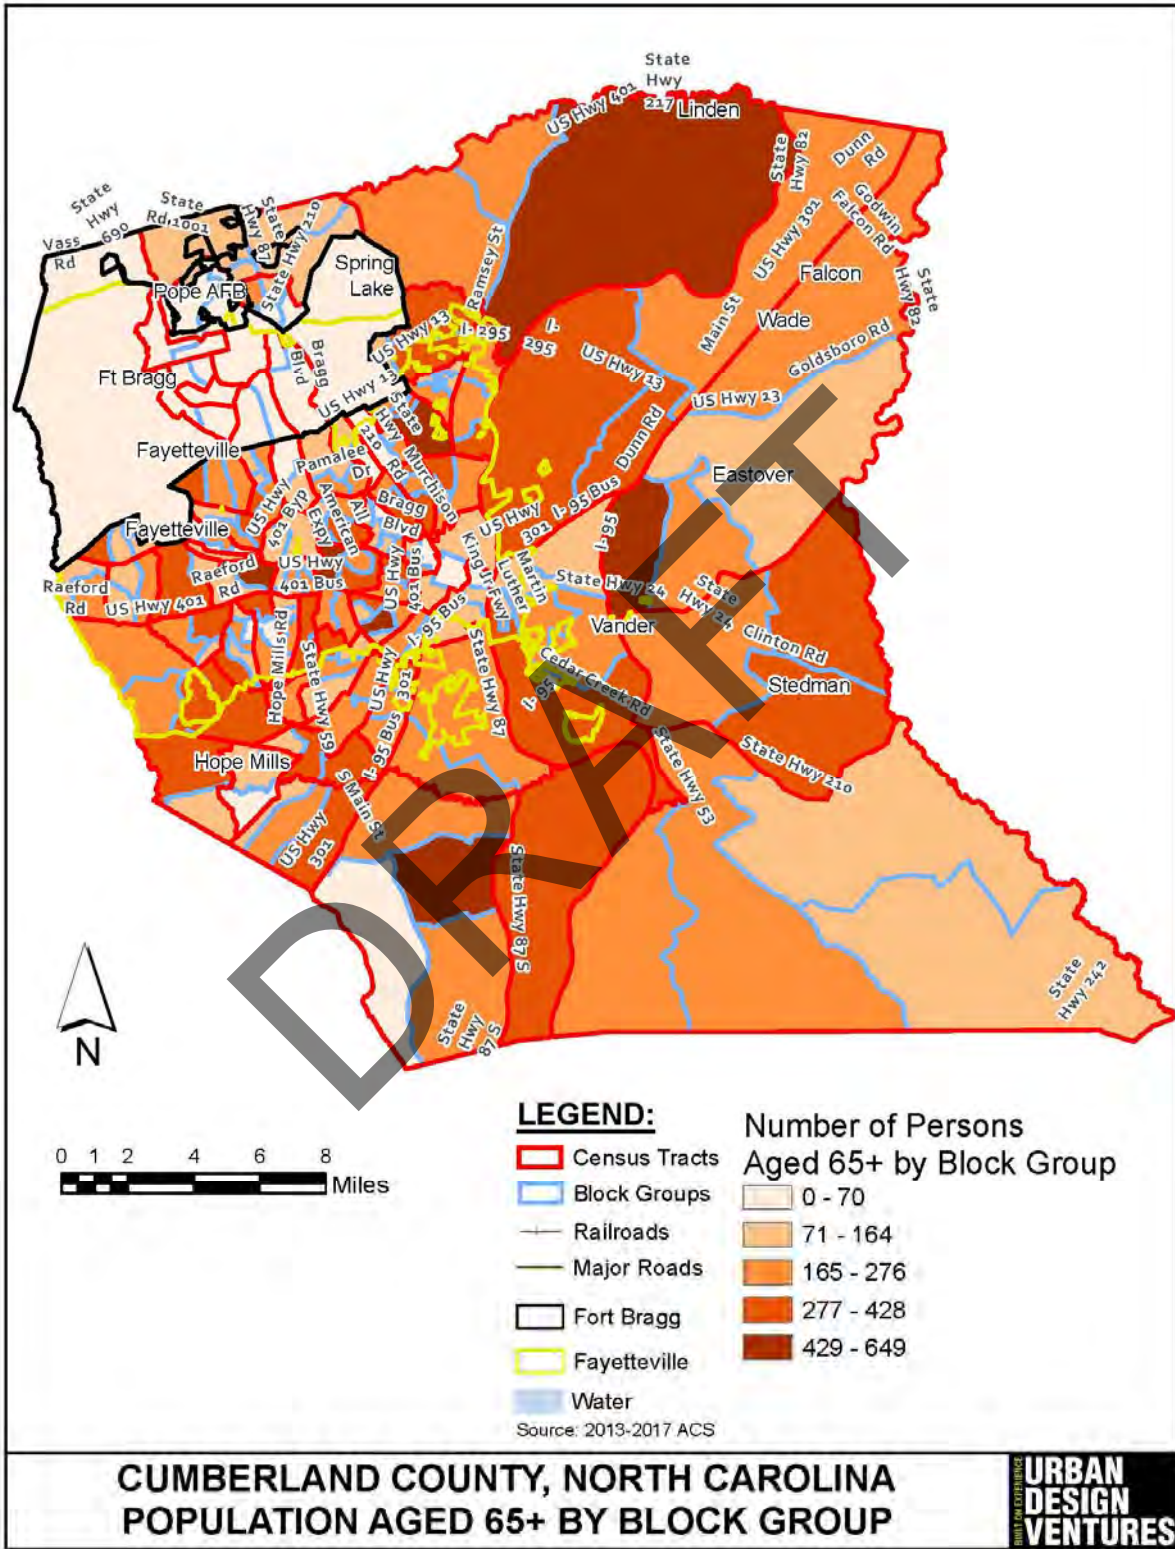 State
Hwy
217
Linden
US Hwy 401
State
Hwy 82
Dunn
Rd
Godwin
Falcon Rd
US Hwy 301
State
Hwy 82
Falcon
Wade
Main St
Goldsboro Rd
US Hwy 13
US Hwy 13
Dunn Rd
Eastover
State
Hwy
690
State
Rd 1001
State
Hwy 87
State Hwy 210
Vass
Rd
Pope AFB
Spring
Lake
Ramsey St
I-295
I-
295
US Hwy 13
Ft Bragg
Bragg
Blvd
US Hwy 13
State
Hwy
210
Murchison
Rd
Fayetteville
Pamalee
Dr
US Hwy
401 Byp
American
Expy
All
Bragg
Blvd
US Hwy
301
I-95 Bus
I-95
Fayetteville
Raeford
Rd
US Hwy 401
Raeford
Rd
US Hwy
401 Bus
US Hwy
401 Bus
King Jr Fwy
Martin
Luther
State Hwy 24
State
Hwy 24
I-95 Bus
Vander
Clinton Rd
Stedman
Cedar Creek Rd
I-95
State Hwy 87
Hope Mills Rd
State Hwy 59
US Hwy
301
I-95 Bus
Hope Mills
S Main St
US Hwy
301
State Hwy 53
State Hwy 210
State Hwy 87 S
State
Hwy
87 S
State
Hwy 242
DRAFT
N
0 1 2 4 6 8
Miles
LEGEND:
Census Tracts
Block Groups
Railroads
Major Roads
Fort Bragg
Fayetteville
Water
Source: 2013-2017 ACS
Number of Persons
Aged 65+ by Block Group
0 - 70
71 - 164
165 - 276
277 - 428
429 - 649
CUMBERLAND COUNTY, NORTH CAROLINA
POPULATION AGED 65+ BY BLOCK GROUP
BUILT ON EXPERIENCE
URBAN
DESIGN
VENTURES